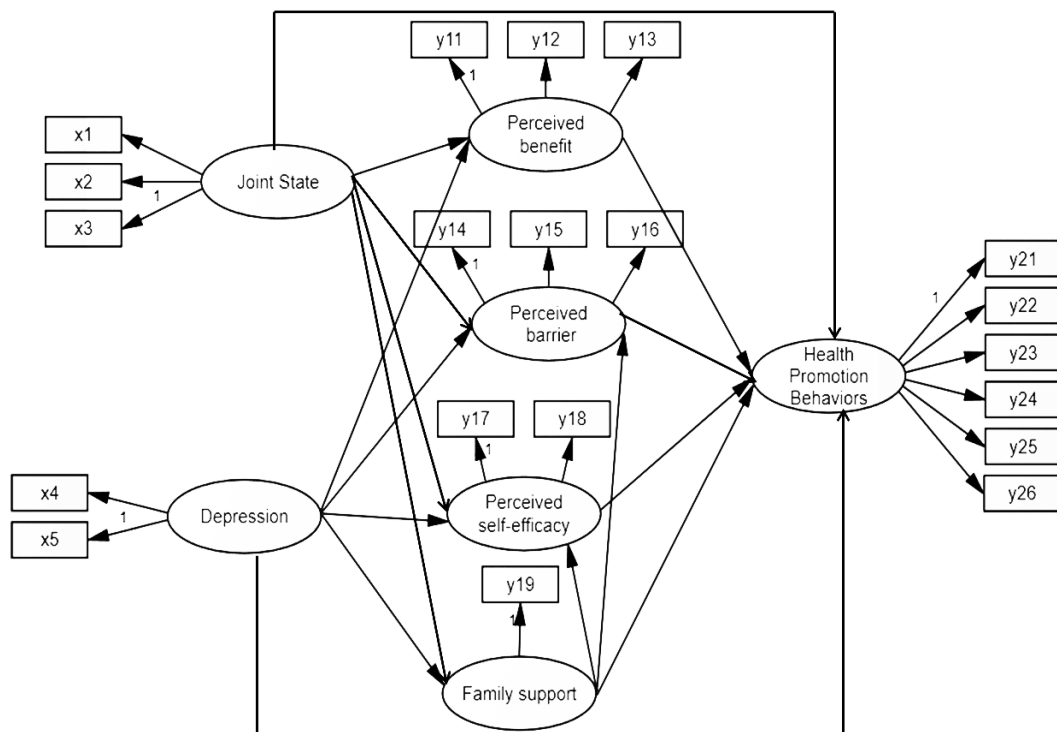 y11
y12
y13
1
Perceived
benefit
x1
x2
x3
1
Joint State
y14
y15
y16
1
Perceived
barrier
y21
y22
y23
y24
y25
y26
1
Health
Promotion
Behaviors
y17
y18
1
Perceived
self-efficacy
x4
x5
1
Depression
y19
1
Family support